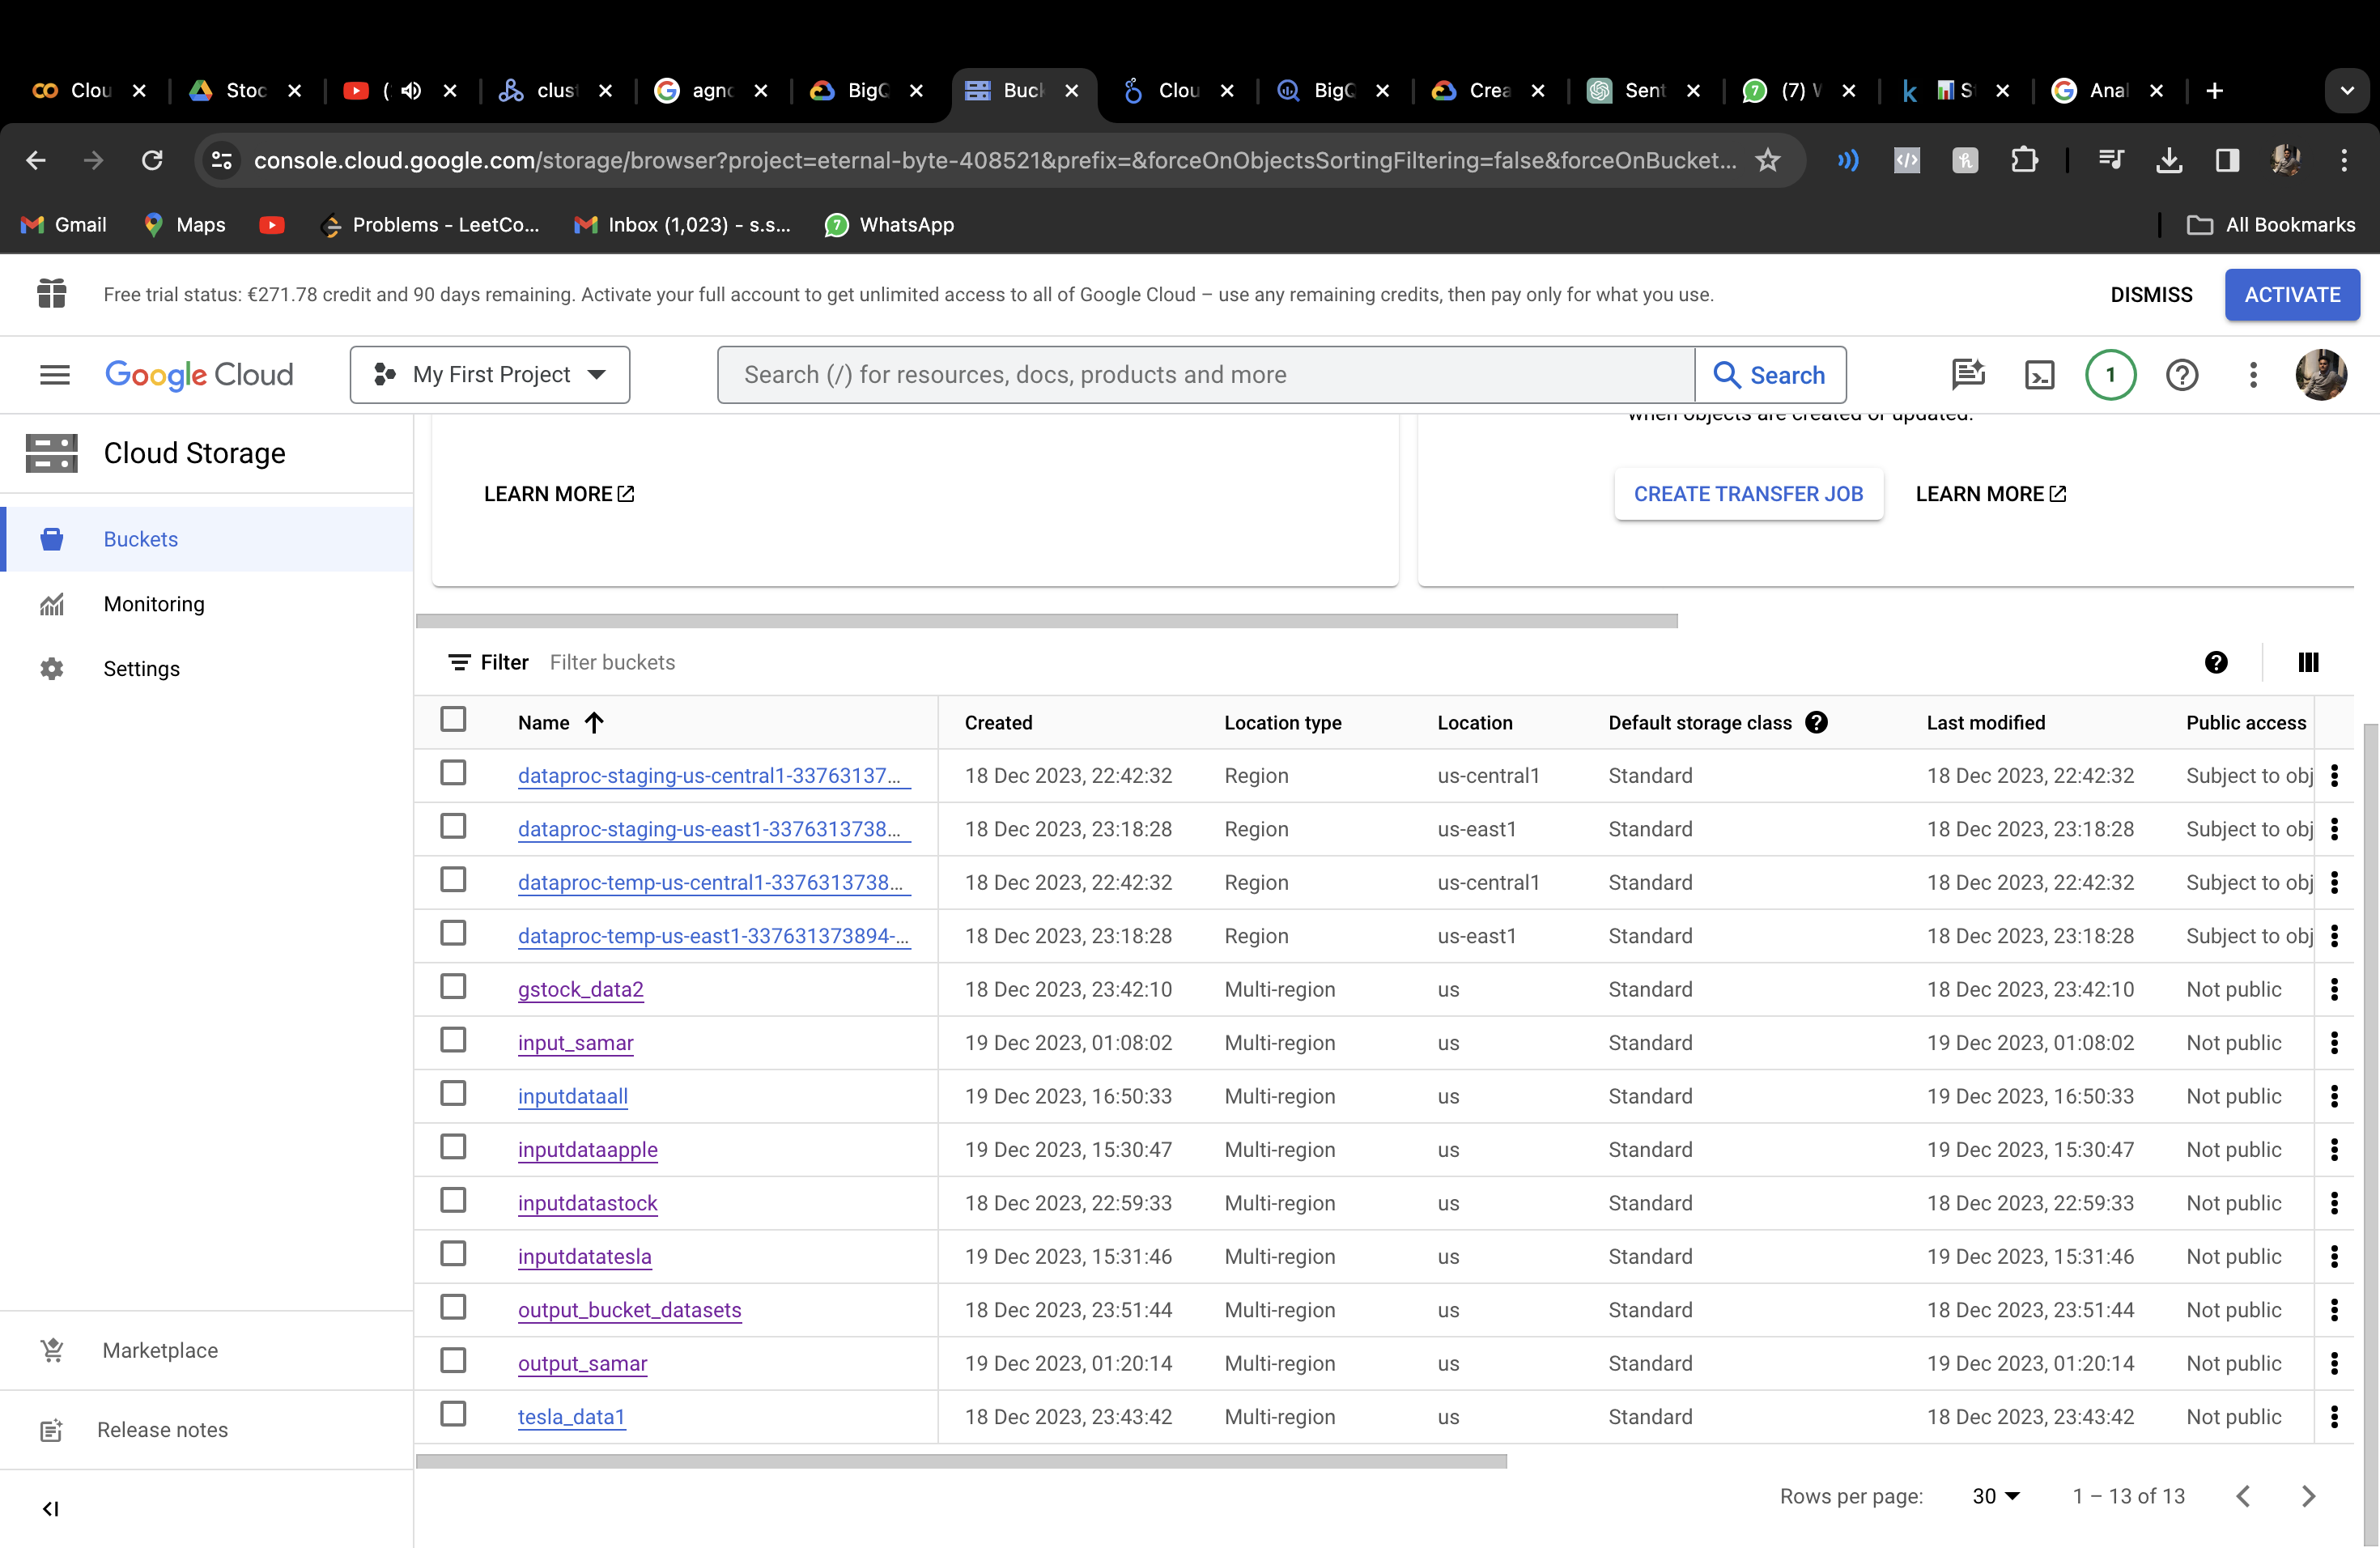 Clou
Stoc
(
clust
agno
BigQ
Buck
Clou
BigQ
Crea
Sent
(7) V
S
Anal
console.cloud.google.com/storage/browser?project=eternal-byte-408521&prefix=&forceOnObjectsSortingFiltering=false&forceOnBucket...
Gmail
Maps
Problems - LeetCo...
Inbox (1,023) - s.s...
WhatsApp
All Bookmarks
Free trial status: €271.78 credit and 90 days remaining. Activate your full account to get unlimited access to all of Google Cloud – use any remaining credits, then pay only for what you use.
DISMISS
ACTIVATE
Google Cloud
My First Project
Search (/) for resources, docs, products and more
Search
1
Cloud Storage
when objects are created or updated.
LEARN MORE
CREATE TRANSFER JOB
LEARN MORE
Buckets
Monitoring
Settings
Filter Filter buckets
Name Created Location type Location Default storage class Last modified Public access
dataproc-staging-us-central1-33763137... 18 Dec 2023, 22:42:32 Region us-central1 Standard 18 Dec 2023, 22:42:32 Subject to obj
dataproc-staging-us-east1-3376313738... 18 Dec 2023, 23:18:28 Region us-east1 Standard 18 Dec 2023, 23:18:28 Subject to obj
dataproc-temp-us-central1-3376313738... 18 Dec 2023, 22:42:32 Region us-central1 Standard 18 Dec 2023, 22:42:32 Subject to obj
dataproc-temp-us-east1-337631373894-... 18 Dec 2023, 23:18:28 Region us-east1 Standard 18 Dec 2023, 23:18:28 Subject to obj
gstock_data2 18 Dec 2023, 23:42:10 Multi-region us Standard 18 Dec 2023, 23:42:10 Not public
input_samar 19 Dec 2023, 01:08:02 Multi-region us Standard 19 Dec 2023, 01:08:02 Not public
inputdataall 19 Dec 2023, 16:50:33 Multi-region us Standard 19 Dec 2023, 16:50:33 Not public
inputdataapple 19 Dec 2023, 15:30:47 Multi-region us Standard 19 Dec 2023, 15:30:47 Not public
inputdatastock 18 Dec 2023, 22:59:33 Multi-region us Standard 18 Dec 2023, 22:59:33 Not public
inputdatatesla 19 Dec 2023, 15:31:46 Multi-region us Standard 19 Dec 2023, 15:31:46 Not public
output_bucket_datasets 18 Dec 2023, 23:51:44 Multi-region us Standard 18 Dec 2023, 23:51:44 Not public
output_samar 19 Dec 2023, 01:20:14 Multi-region us Standard 19 Dec 2023, 01:20:14 Not public
tesla_data1 18 Dec 2023, 23:43:42 Multi-region us Standard 18 Dec 2023, 23:43:42 Not public
Marketplace
Release notes
Rows per page: 30 1 – 13 of 13